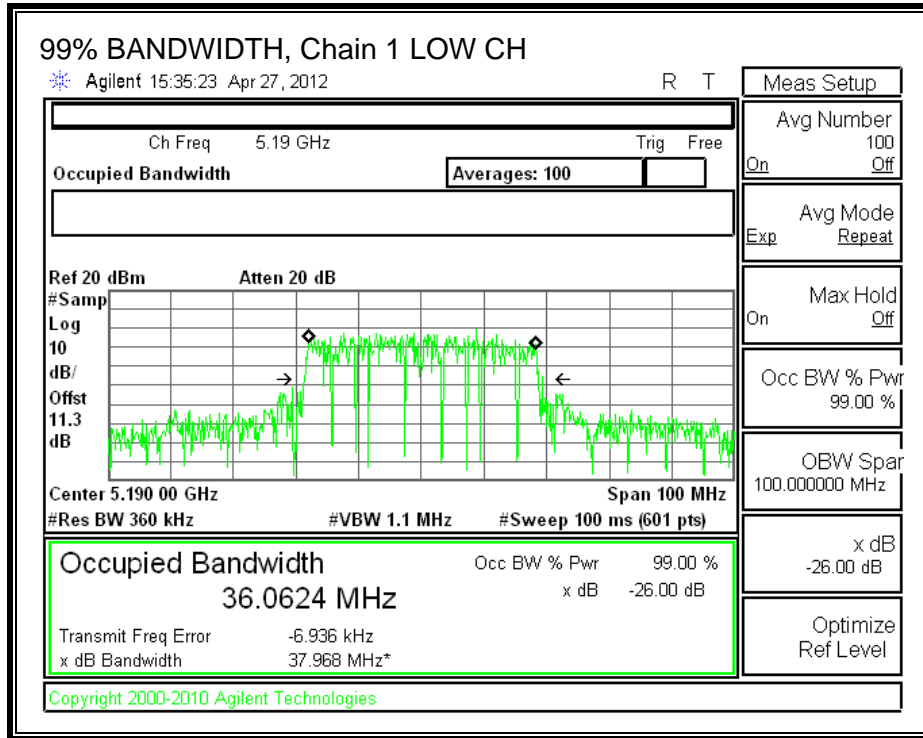 99% BANDWIDTH, Chain 1 LOW CH
Agilent 15:35:23 Apr 27, 2012 R T
Ch Freq 5.19 GHz Trig Free
Occupied Bandwidth Averages: 100
Ref 20 dBm Atten 20 dB
#Samp
Log
10
dB/
Offst
11.3
dB
Center 5.190 00 GHz Span 100 MHz
#Res BW 360 kHz #VBW 1.1 MHz #Sweep 100 ms (601 pts)
Occupied Bandwidth Occ BW % Pwr 99.00 %
36.0624 MHz x dB -26.00 dB
Transmit Freq Error -6.936 kHz
x dB Bandwidth 37.968 MHz*
Copyright 2000-2010 Agilent Technologies
Meas Setup
Avg Number
100
On Off
Avg Mode
Exp Repeat
Max Hold
On Off
Occ BW % Pwr
99.00 %
OBW Span
100.000000 MHz
x dB
-26.00 dB
Optimize
Ref Level